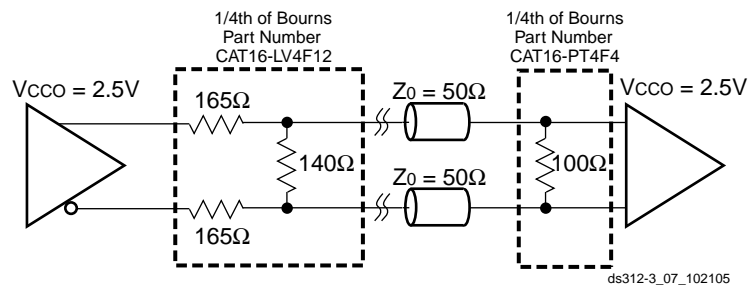 1/4th of Bourns
Part Number
CAT16-LV4F12
1/4th of Bourns
Part Number
CAT16-PT4F4
VCCO = 2.5V
165Ω
Z0 = 50Ω
VCCO = 2.5V
140Ω
100Ω
Z0 = 50Ω
165Ω
ds312-3_07_102105